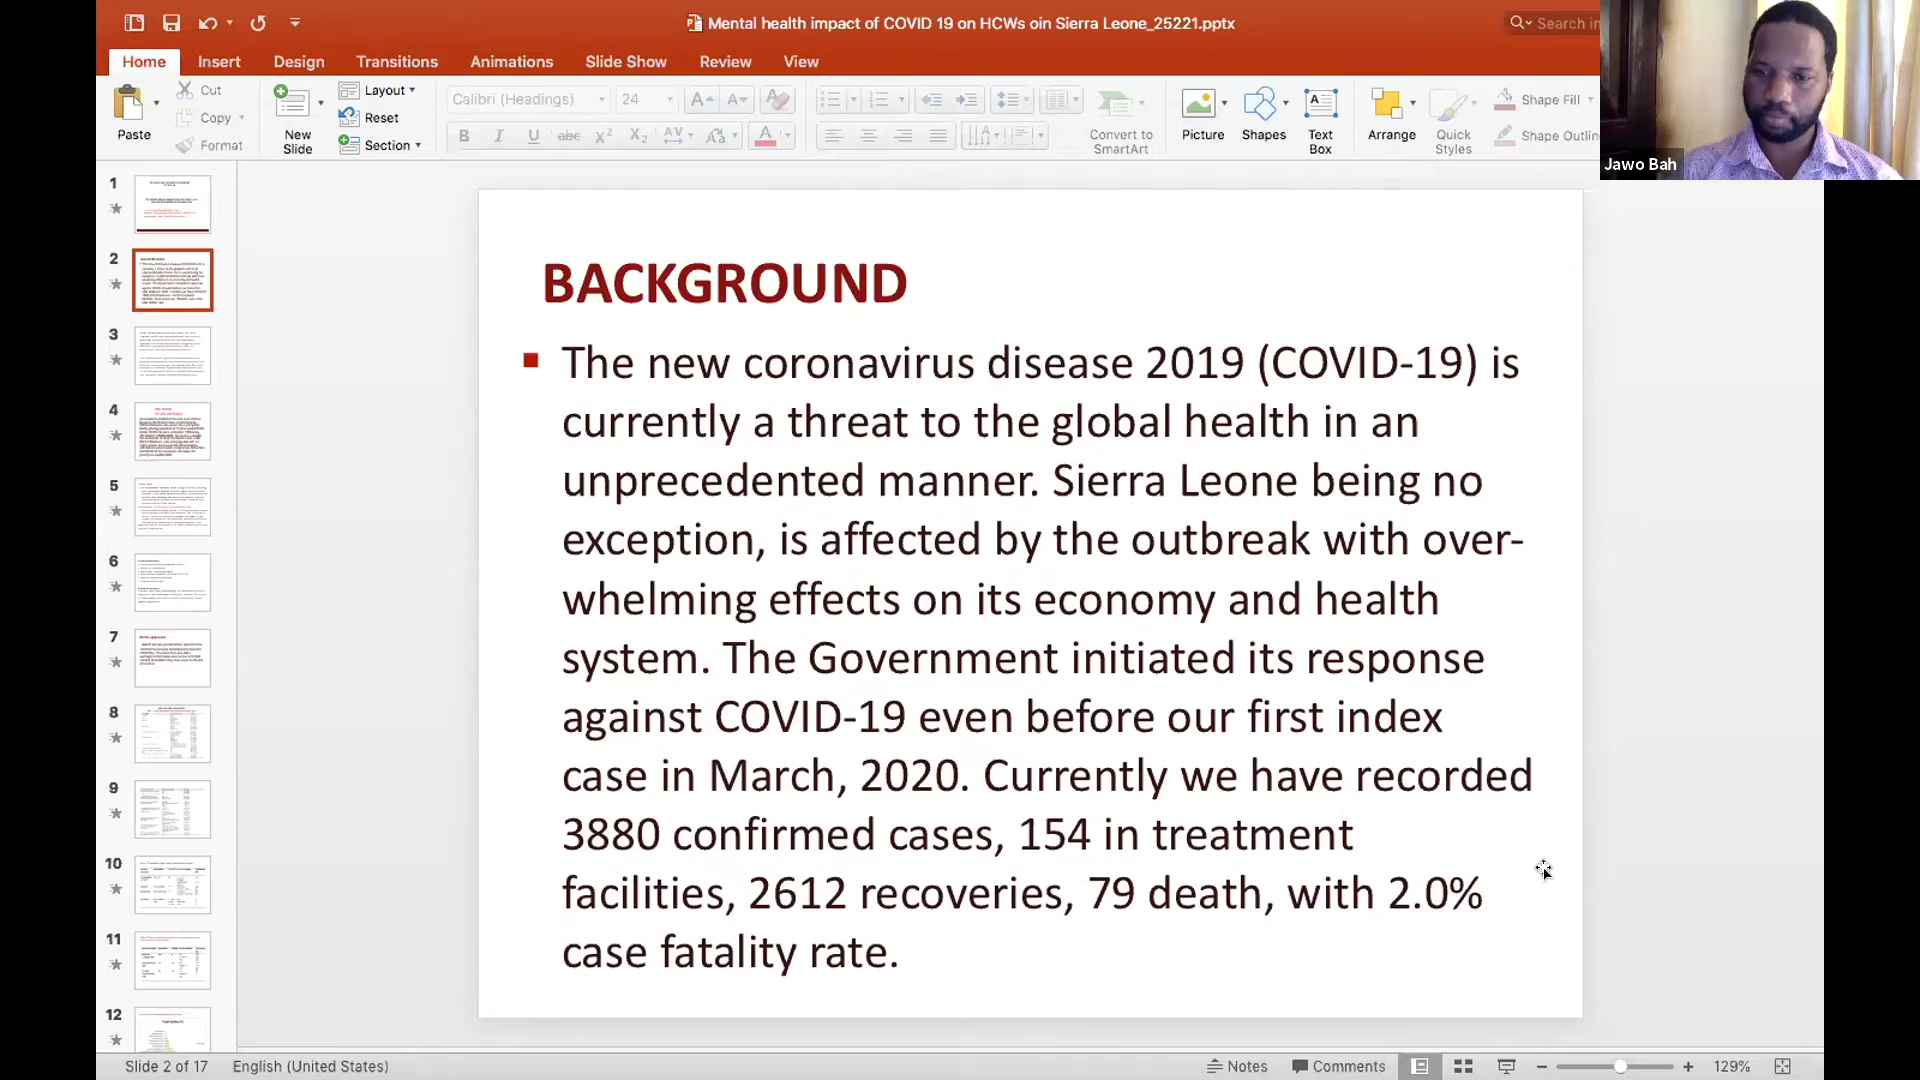 Mental health impact of COVID 19 on HCWs oin Sierra Leone_25221.pptx
Search in
Home Insert Design Transitions Animations Slide Show Review View
Paste
Cut
Copy
Format
New Slide
Layout
Reset
Section
Calibri (Headings) 24
B I U abc X² X₂ AV
Convert to SmartArt
Picture
Shapes
Text Box
Arrange
Quick Styles
Shape Fill
Shape Outlin
Jawo Bah
1
2
3
4
5
6
7
8
9
10
11
12
BACKGROUND
The new coronavirus disease 2019 (COVID-19) is
currently a threat to the global health in an
unprecedented manner. Sierra Leone being no
exception, is affected by the outbreak with over-
whelming effects on its economy and health
system. The Government initiated its response
against COVID-19 even before our first index
case in March, 2020. Currently we have recorded
3880 confirmed cases, 154 in treatment
facilities, 2612 recoveries, 79 death, with 2.0%
case fatality rate.
Slide 2 of 17 English (United States) Notes Comments 129%